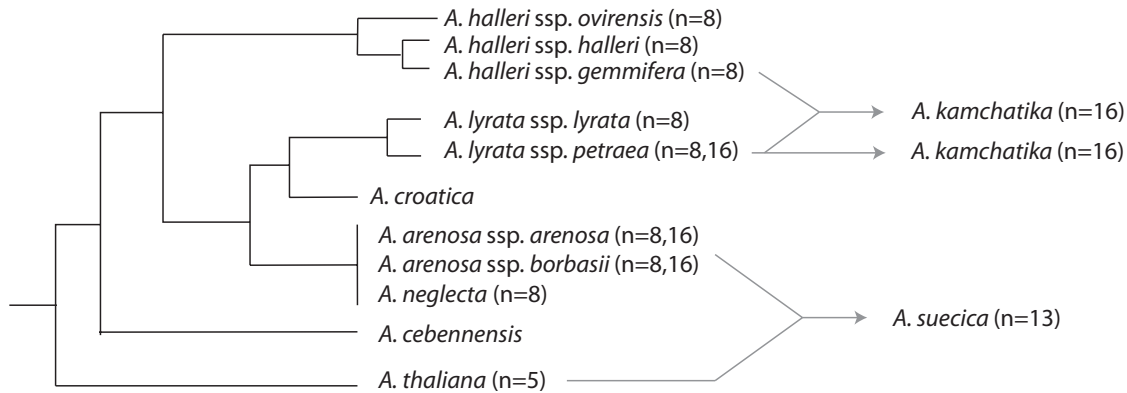 A. halleri ssp. ovirensis (n=8)
A. halleri ssp. halleri (n=8)
A. halleri ssp. gemmifera (n=8)
A. lyrata ssp. lyrata (n=8)
A. lyrata ssp. petraea (n=8,16)
A. croatica
A. arenosa ssp. arenosa (n=8,16)
A. arenosa ssp. borbasii (n=8,16)
A. neglecta (n=8)
A. cebennensis
A. thaliana (n=5)
A. kamchatika (n=16)
A. kamchatika (n=16)
A. suecica (n=13)